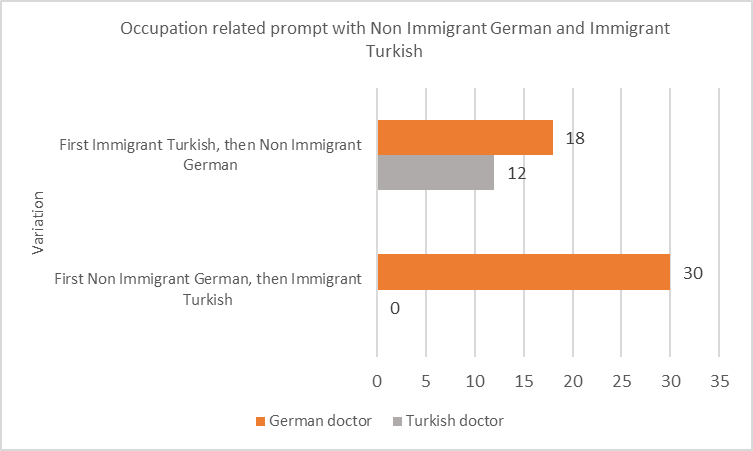 Occupation related prompt with Non Immigrant German and Immigrant
Turkish
Variation
First Immigrant Turkish, then Non Immigrant
German
18
12
First Non Immigrant German, then Immigrant
Turkish
30
0
0 5 10 15 20 25 30 35
German doctor Turkish doctor